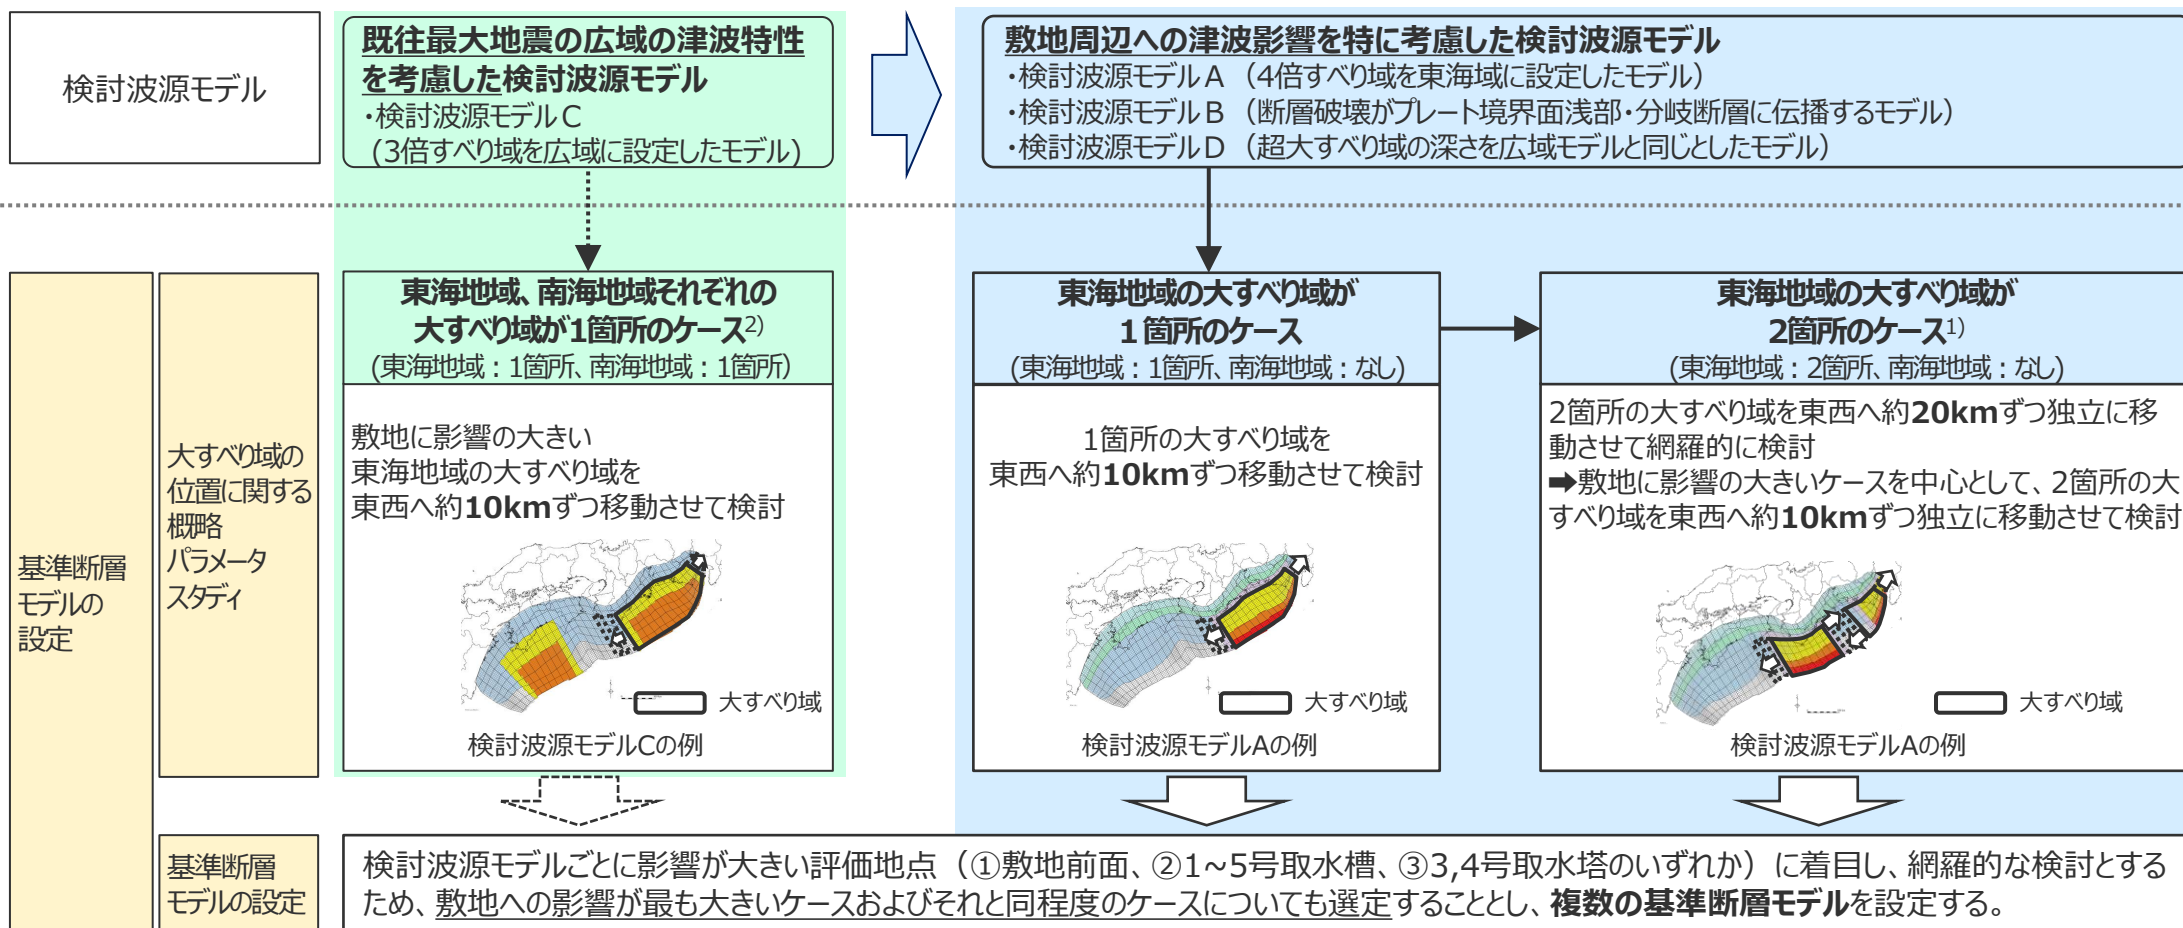 検討波源モデル
既往最大地震の広域の津波特性
を考慮した検討波源モデル
・検討波源モデルC
(3倍すべり域を広域に設定したモデル)
敷地周辺への津波影響を特に考慮した検討波源モデル
・検討波源モデルA （4倍すべり域を東海域に設定したモデル）
・検討波源モデルB （断層破壊がプレート境界面浅部・分岐断層に伝播するモデル）
・検討波源モデルD （超大すべり域の深さを広域モデルと同じとしたモデル）
基準断層
モデルの
設定
大すべり域の
位置に関する
概略
パラメータ
スタディ
東海地域、南海地域それぞれの
大すべり域が1箇所のケース2)
(東海地域：1箇所、南海地域：1箇所)
敷地に影響の大きい
東海地域の大すべり域を
東西へ約10kmずつ移動させて検討
大すべり域
検討波源モデルCの例
東海地域の大すべり域が
1箇所のケース
(東海地域：1箇所、南海地域：なし)
1箇所の大すべり域を
東西へ約10kmずつ移動させて検討
大すべり域
検討波源モデルAの例
東海地域の大すべり域が
2箇所のケース1)
(東海地域：2箇所、南海地域：なし)
2箇所の大すべり域を東西へ約20kmずつ独立に移
動させて網羅的に検討
➡敷地に影響の大きいケースを中心として、2箇所の大
すべり域を東西へ約10kmずつ独立に移動させて検討
大すべり域
検討波源モデルAの例
基準断層
モデルの設定
検討波源モデルごとに影響が大きい評価地点（①敷地前面、②1~5号取水槽、③3,4号取水塔のいずれか）に着目し、網羅的な検討とする
ため、敷地への影響が最も大きいケースおよびそれと同程度のケースについても選定することとし、複数の基準断層モデルを設定する。